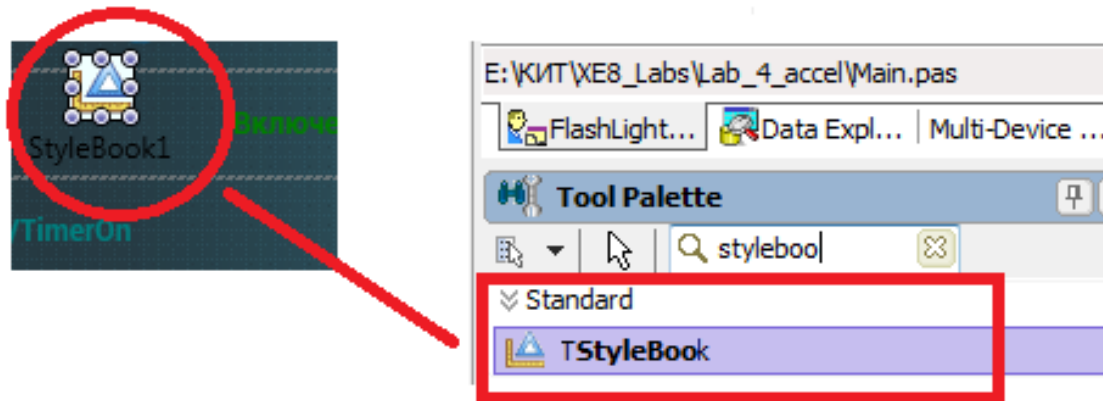 StyleBook1
Включе
/TimerOn
E:\КИТ\XE8_Labs\Lab_4_accel\Main.pas
FlashLight... Data Expl... Multi-Device ...
Tool Palette
styleboo
Standard
TStyleBook